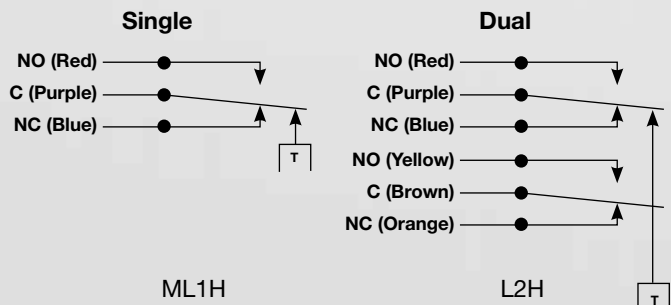 Single
NO (Red)
C (Purple)
NC (Blue)
T
ML1H
Dual
NO (Red)
C (Purple)
NC (Blue)
NO (Yellow)
C (Brown)
NC (Orange)
T
L2H